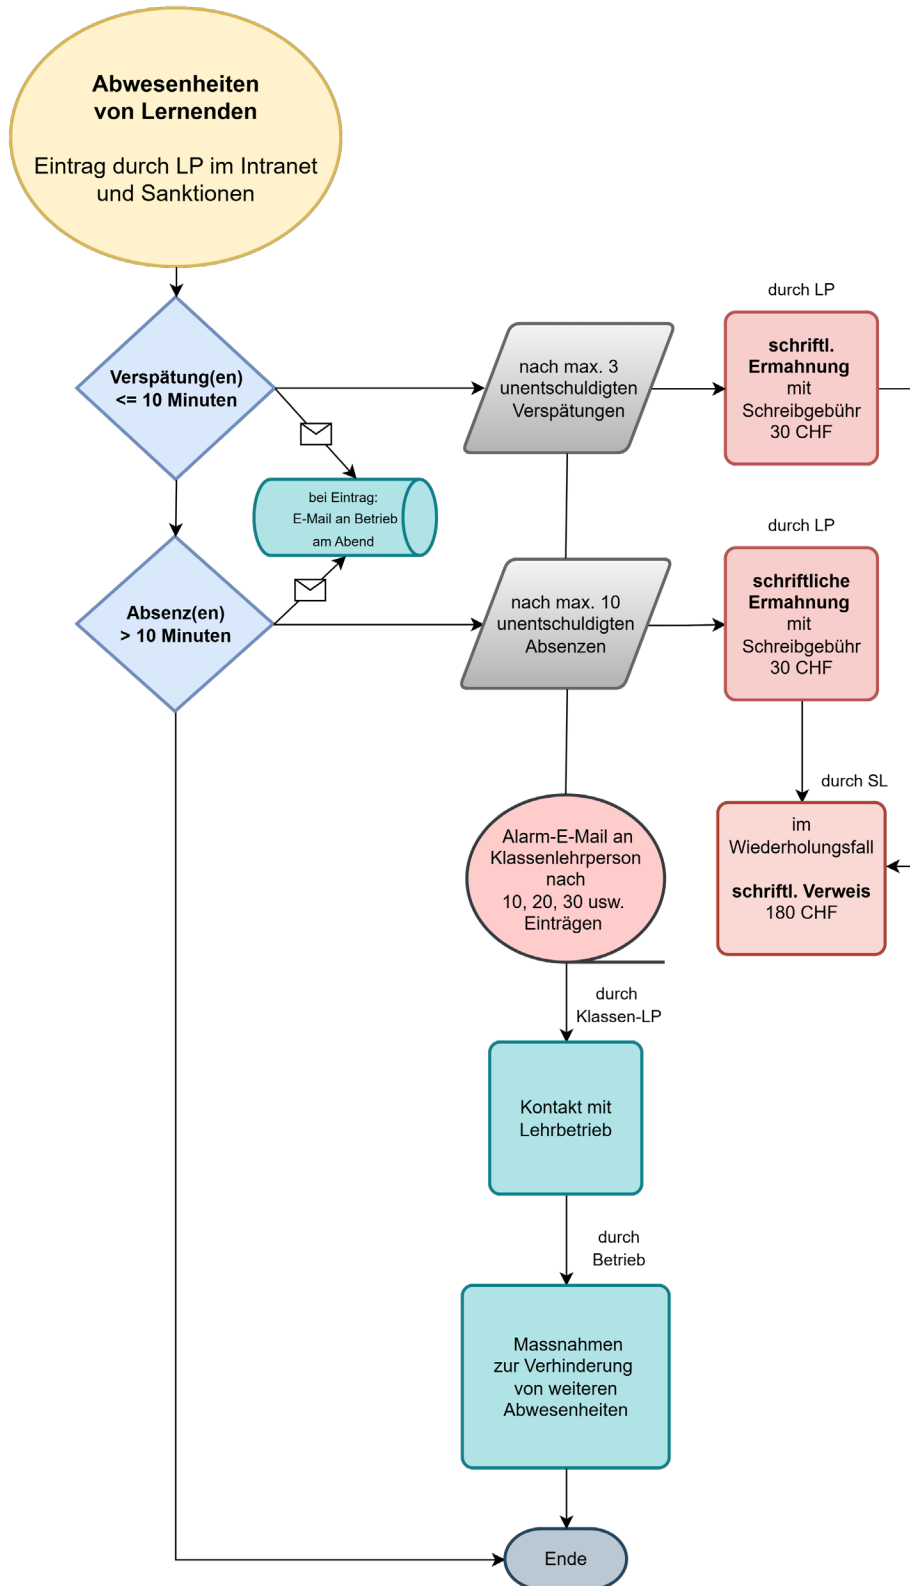 Abwesenheiten
von Lernenden
Eintrag durch LP im Intranet
und Sanktionen
Verspätung(en)
<= 10 Minuten
nach max. 3
unentschuldigten
Verspätungen
durch LP
schriftl.
Ermahnung
mit
Schreibgebühr
30 CHF
bei Eintrag:
E-Mail an Betrieb
am Abend
Absenz(en)
> 10 Minuten
nach max. 10
unentschuldigten
Absenzen
durch LP
schriftliche
Ermahnung
mit
Schreibgebühr
30 CHF
durch SL
im
Wiederholungsfall
schriftl. Verweis
180 CHF
Alarm-E-Mail an
Klassenlehrperson
nach
10, 20, 30 usw.
Einträgen
durch
Klassen-LP
Kontakt mit
Lehrbetrieb
durch
Betrieb
Massnahmen
zur Verhinderung
von weiteren
Abwesenheiten
Ende